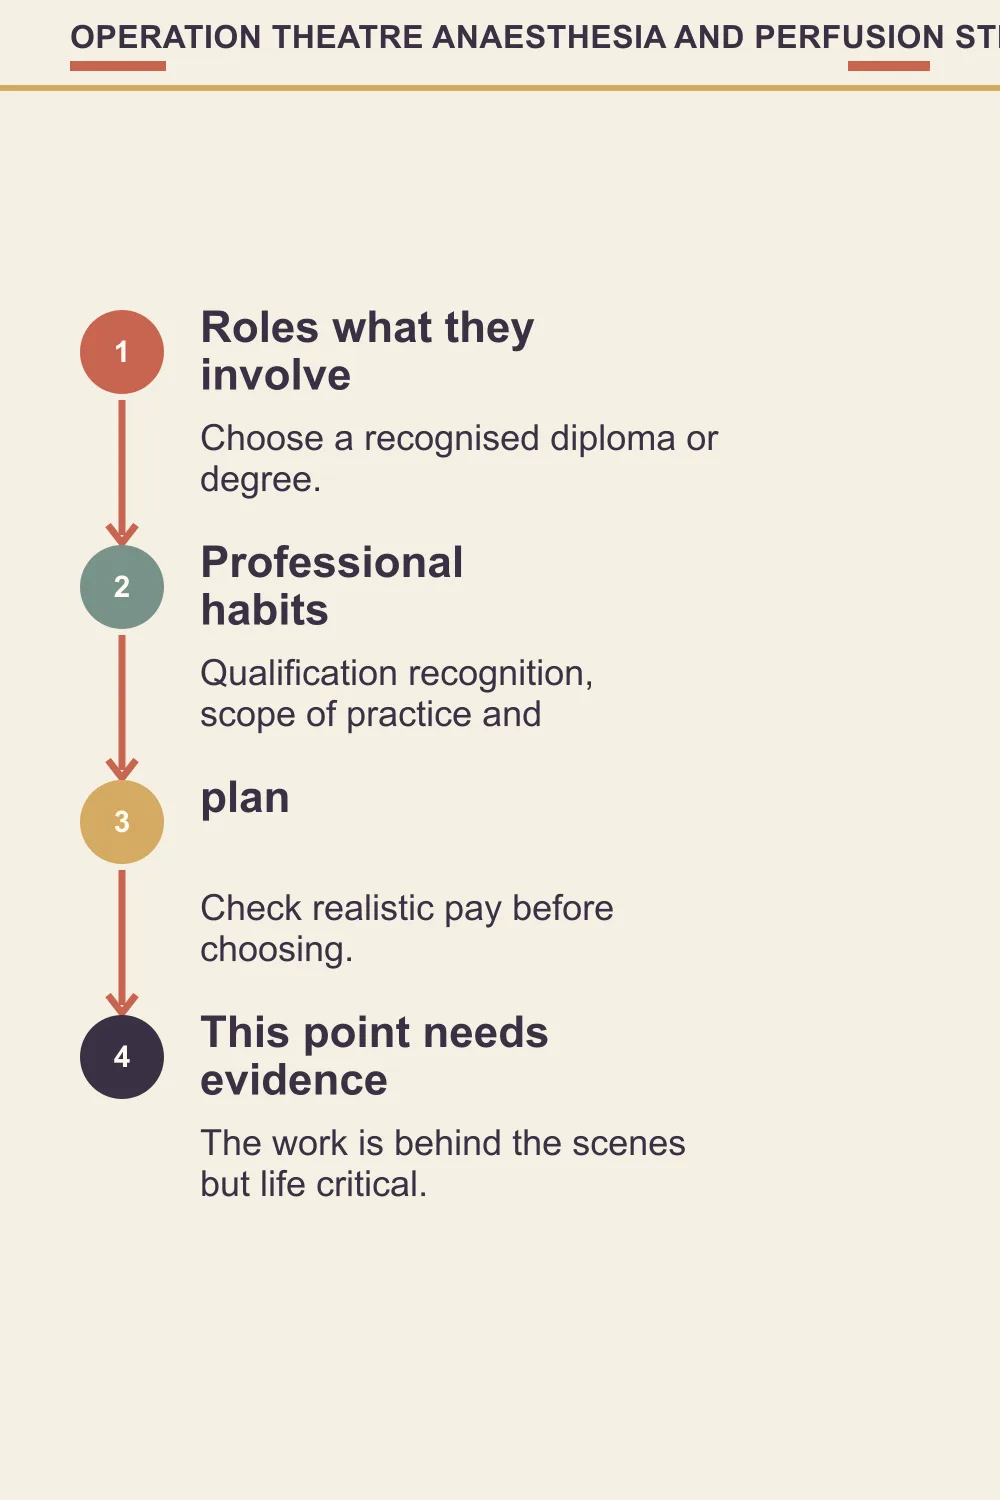 OPERATION THEATRE ANAESTHESIA AND PERFUSION
1
Roles what they
involve
Choose a recognised diploma or
degree.
2
Professional
habits
Qualification recognition,
scope of practice and
3
plan
Check realistic pay before
choosing.
4
This point needs
evidence
The work is behind the scenes
but life critical.